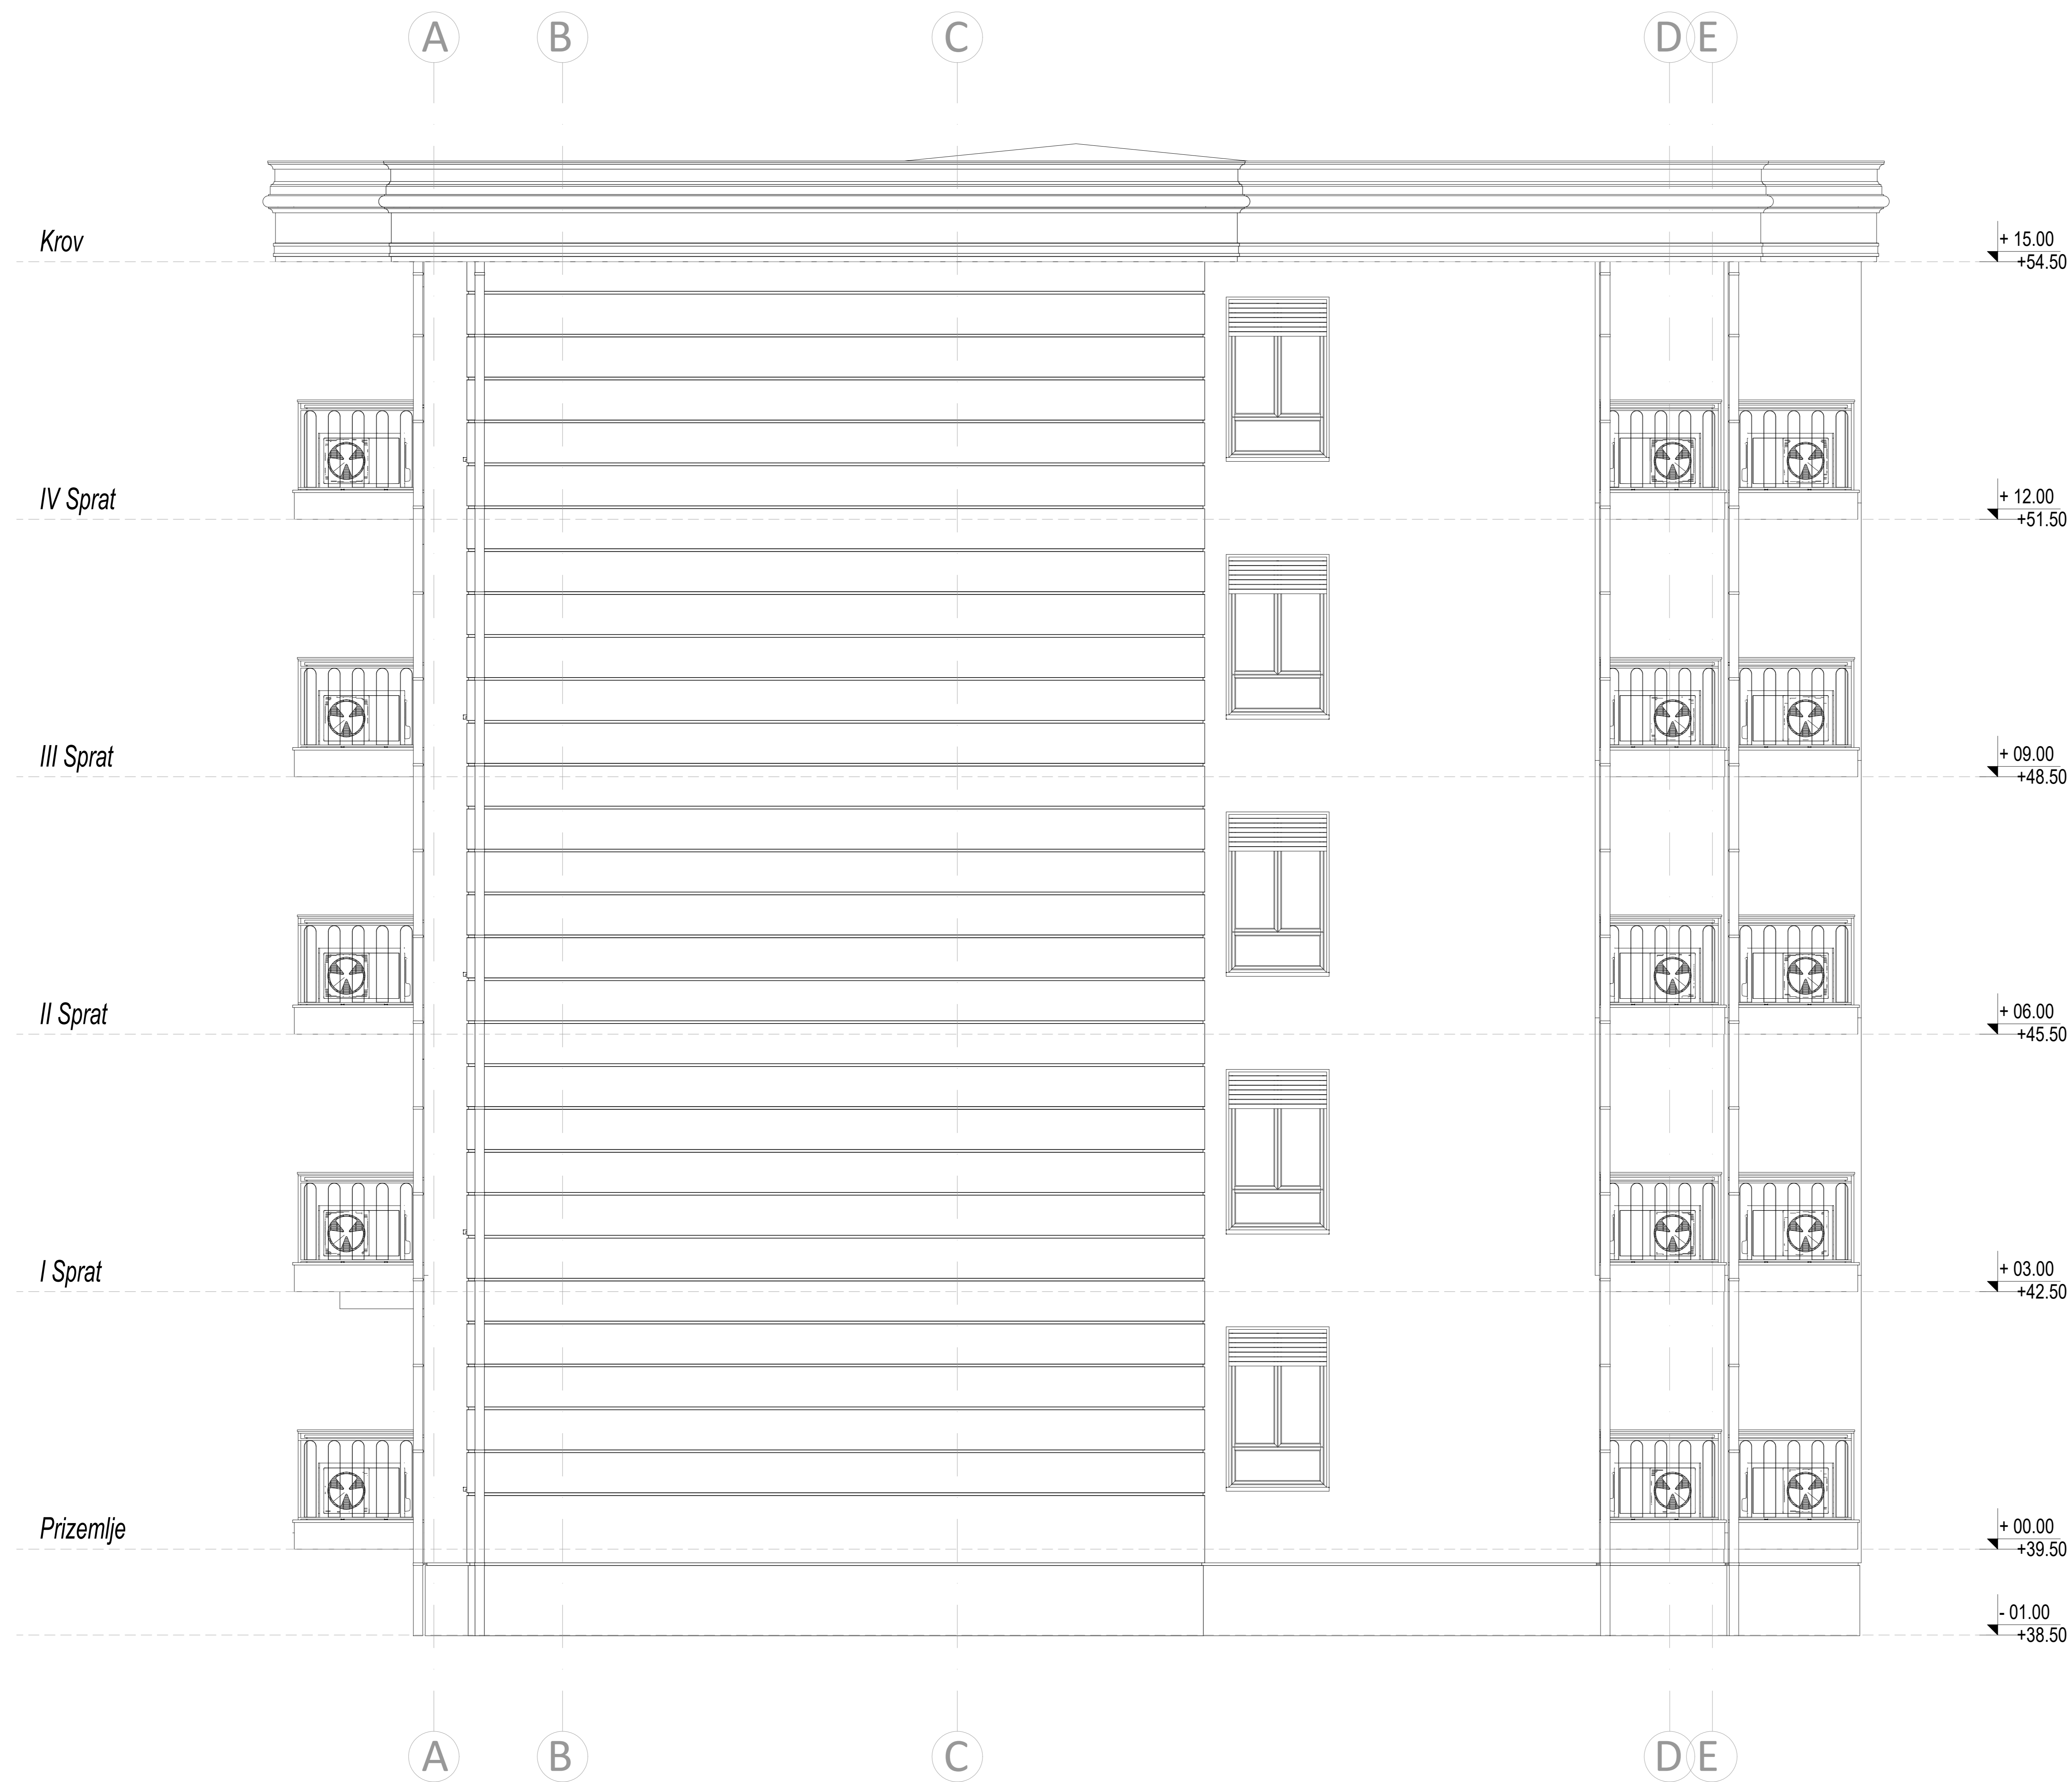 A B C D E
Krov
+ 15.00
+54.50
IV Sprat
+ 12.00
+51.50
III Sprat
+ 09.00
+48.50
II Sprat
+ 06.00
+45.50
I Sprat
+ 03.00
+42.50
Prizemlje
+ 00.00
+39.50
- 01.00
+38.50
A B C D E